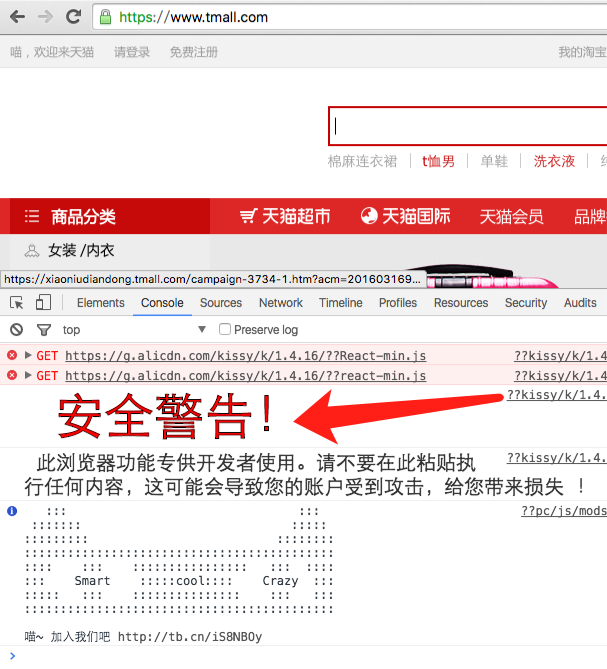 https://www.tmall.com
喵，欢迎来天猫 请登录 免费注册 我的淘宝
棉麻连衣裙 t恤男 单鞋 洗衣液
商品分类 天猫超市 天猫国际 天猫会员 品牌
女装 /内衣
https://xiaoniudiandong.tmall.com/campaign-3734-1.htm?acm=201603169...
Elements Console Sources Network Timeline Profiles Resources Security Audits
top Preserve log
GET https://g.alicdn.com/kissy/k/1.4.16/??React-min.js ??kissy/k/1.4
GET https://g.alicdn.com/kissy/k/1.4.16/??react-min.js ??kissy/k/1.4
安全警告! ??kissy/k/1.4.
此浏览器功能专供开发者使用。请不要在此粘贴执 ??kissy/k/1.4.
行任何内容，这可能会导致您的账户受到攻击，给您带来损失 ！
??pc/js/mods
Smart cool Crazy
喵~ 加入我们吧 http://tb.cn/iS8NBOy